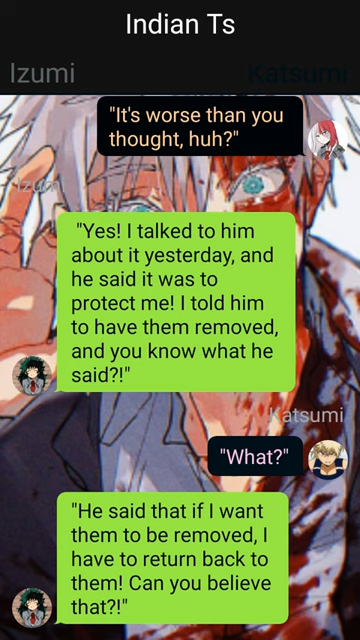 Indian Ts
Izumi
Katsumi
"It's worse than you
thought, huh?"
Izumi
"Yes! I talked to him
about it yesterday, and
he said it was to
protect me! I told him
to have them removed,
and you know what he
said?!"
Katsumi
"What?"
"He said that if I want
them to be removed, I
have to return back to
them! Can you believe
that?!"